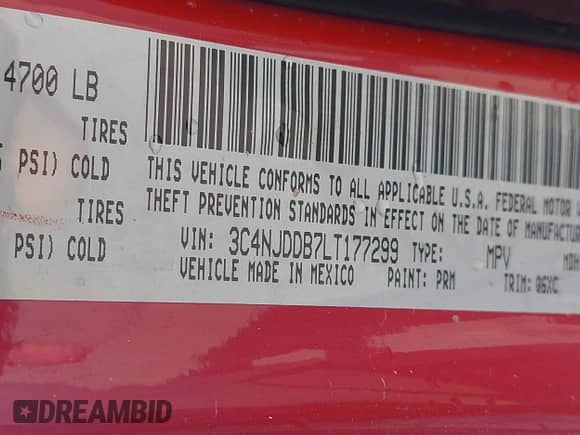 4700 LB
TIRES
PSI) COLD
TIRES
PSI) COLD
THIS VEHICLE CONFORMS TO ALL APPLICABLE U.S.A. FEDERAL MOTOR
THEFT PREVENTION STANDARDS IN EFFECT ON THE DATE OF MANUFACTUR
VIN: 3C4NJDDB7LT177299 TYPE: MPV MDH
VEHICLE MADE IN MEXICO PAINT: PRM TRIM: Q6XC
DREAMBID